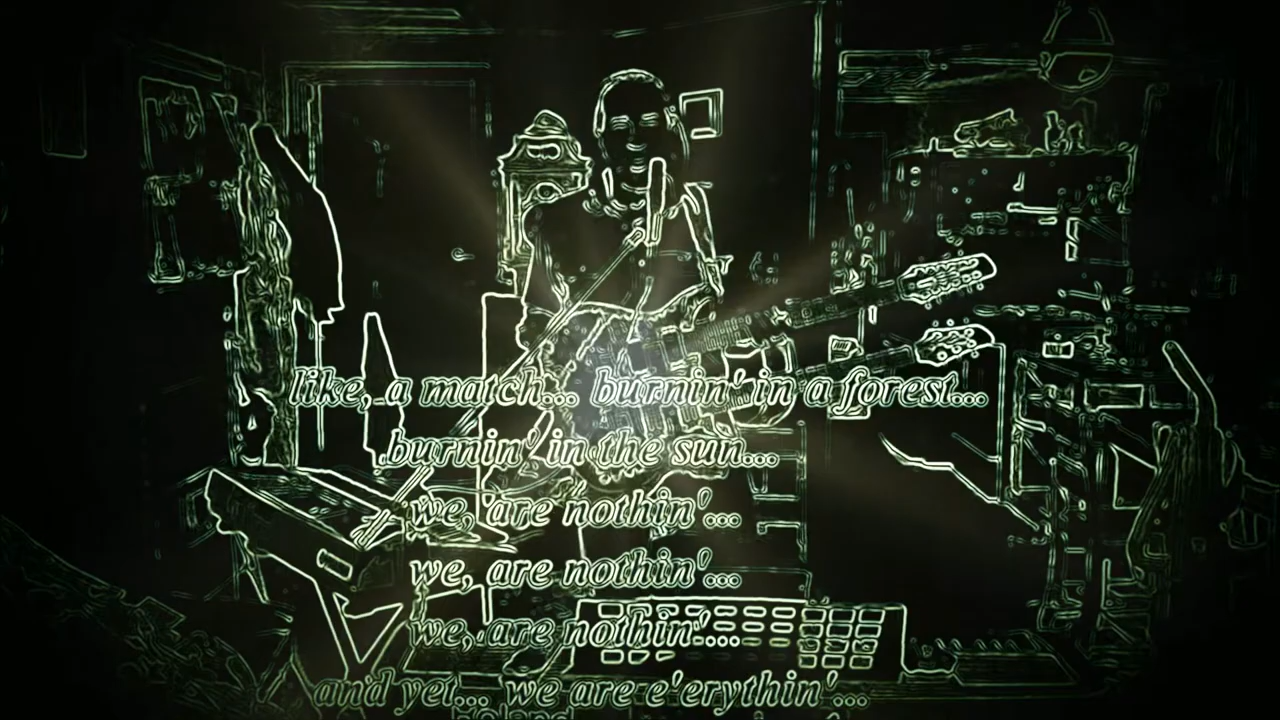 like, a match... burnin' in a forest...
burnin' in the sun...
we, are nothin'...
we, are nothin'...
we, are nothin'...
and yet... we are e'erythin'...
Roland